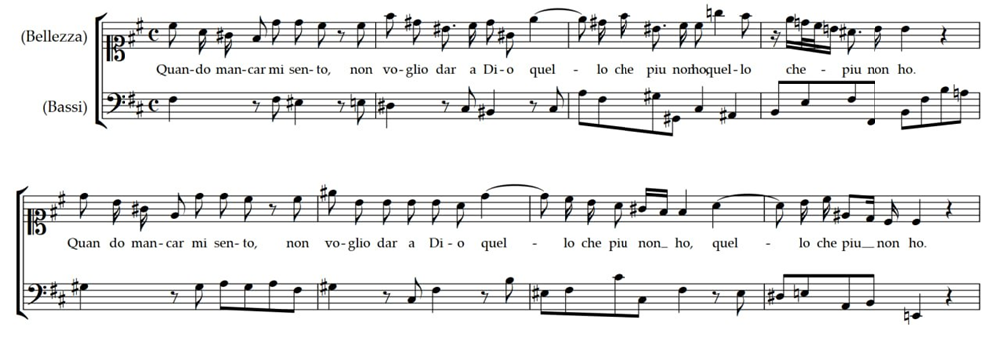 (Bellezza)
Quan-do man-car mi sen-to, non vo-glio dar a Di-o quel-lo che piu non ho, quel-lo che-piu non ho.
(Bassi)
Quan do man-car mi sen-to, non vo-glio dar a Di-o quel-lo che piu non_ ho, quel-lo che piu_ non ho.